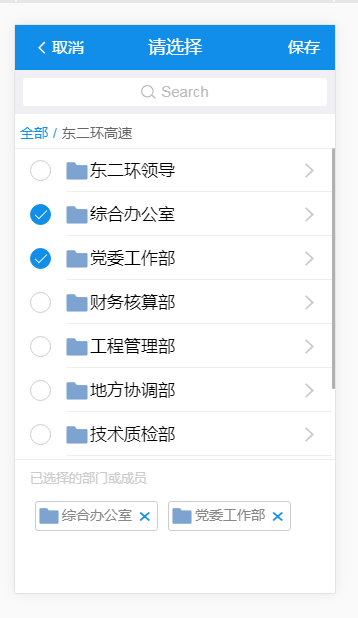 取消 请选择 保存
Search
全部 / 东二环高速
东二环领导
综合办公室
党委工作部
财务核算部
工程管理部
地方协调部
技术质检部
已选择的部门或成员
综合办公室 × 党委工作部 ×